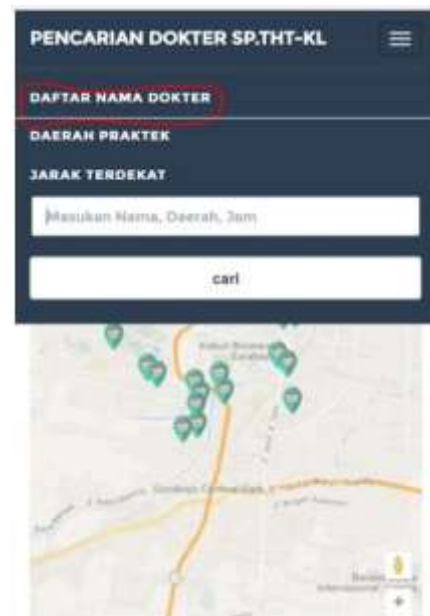 PENCARIAN DOKTER SP.THT-KL
DAFTAR NAMA DOKTER
DAERAH PRAKTEK
JARAK TERDEKAT
Masukan Nama, Daerah, Jam
cari